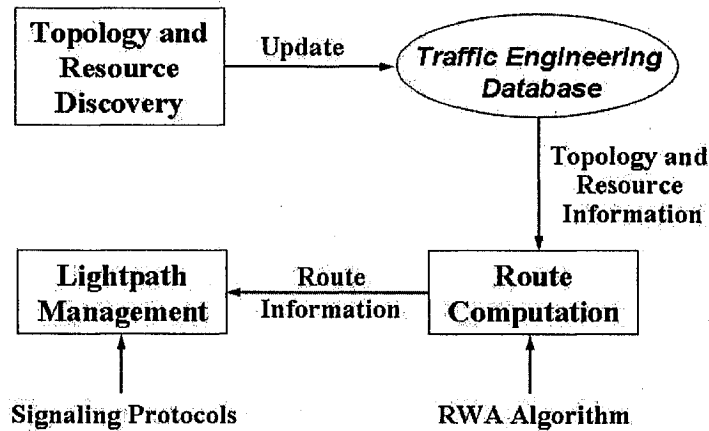 Topology and
Resource
Discovery
Update
Traffic Engineering
Database
Topology and
Resource
Information
Lightpath
Management
Route
Information
Route
Computation
Signaling Protocols
RWA Algorithm